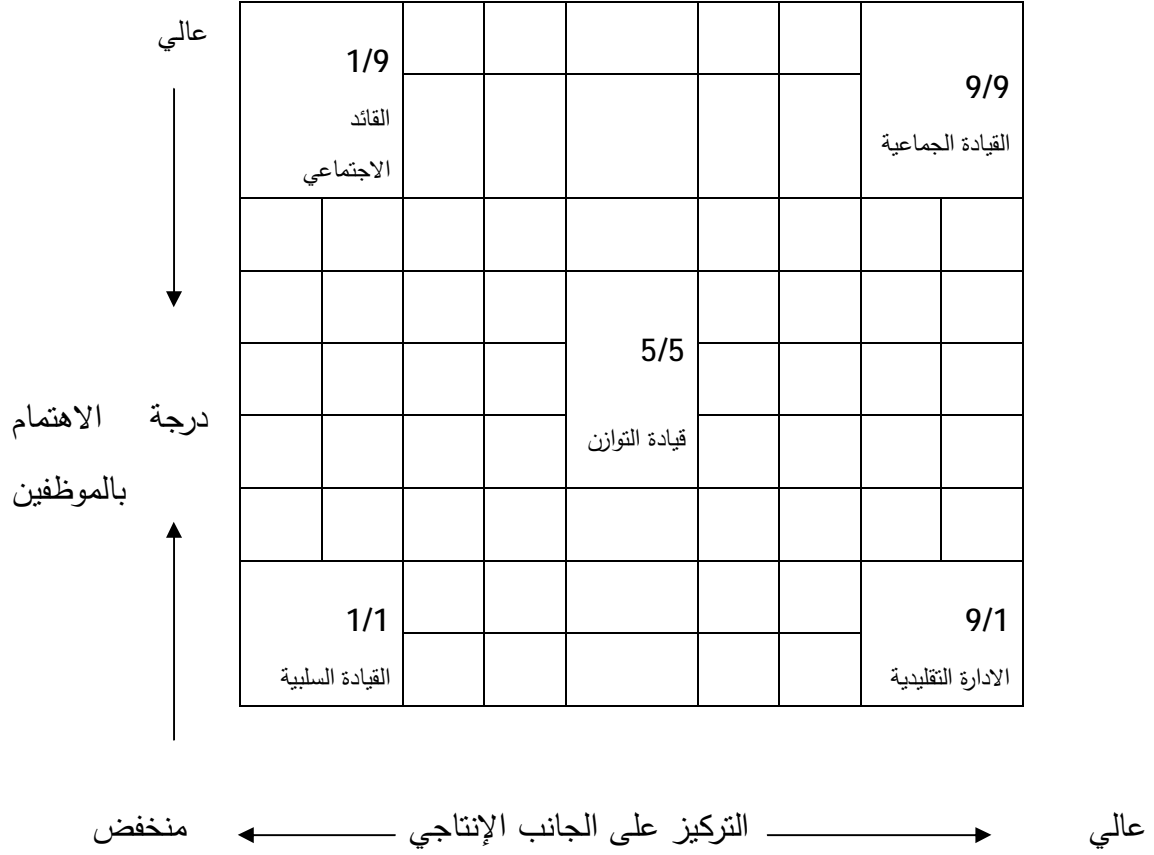 عالي
1/9
القائد
الاجتماعي
9/9
القيادة الجماعية
5/5
قيادة التوازن
درجة الاهتمام
بالموظفين
1/1
القيادة السلبية
9/1
الادارة التقليدية
عالي التركيز على الجانب الإنتاجي منخفض